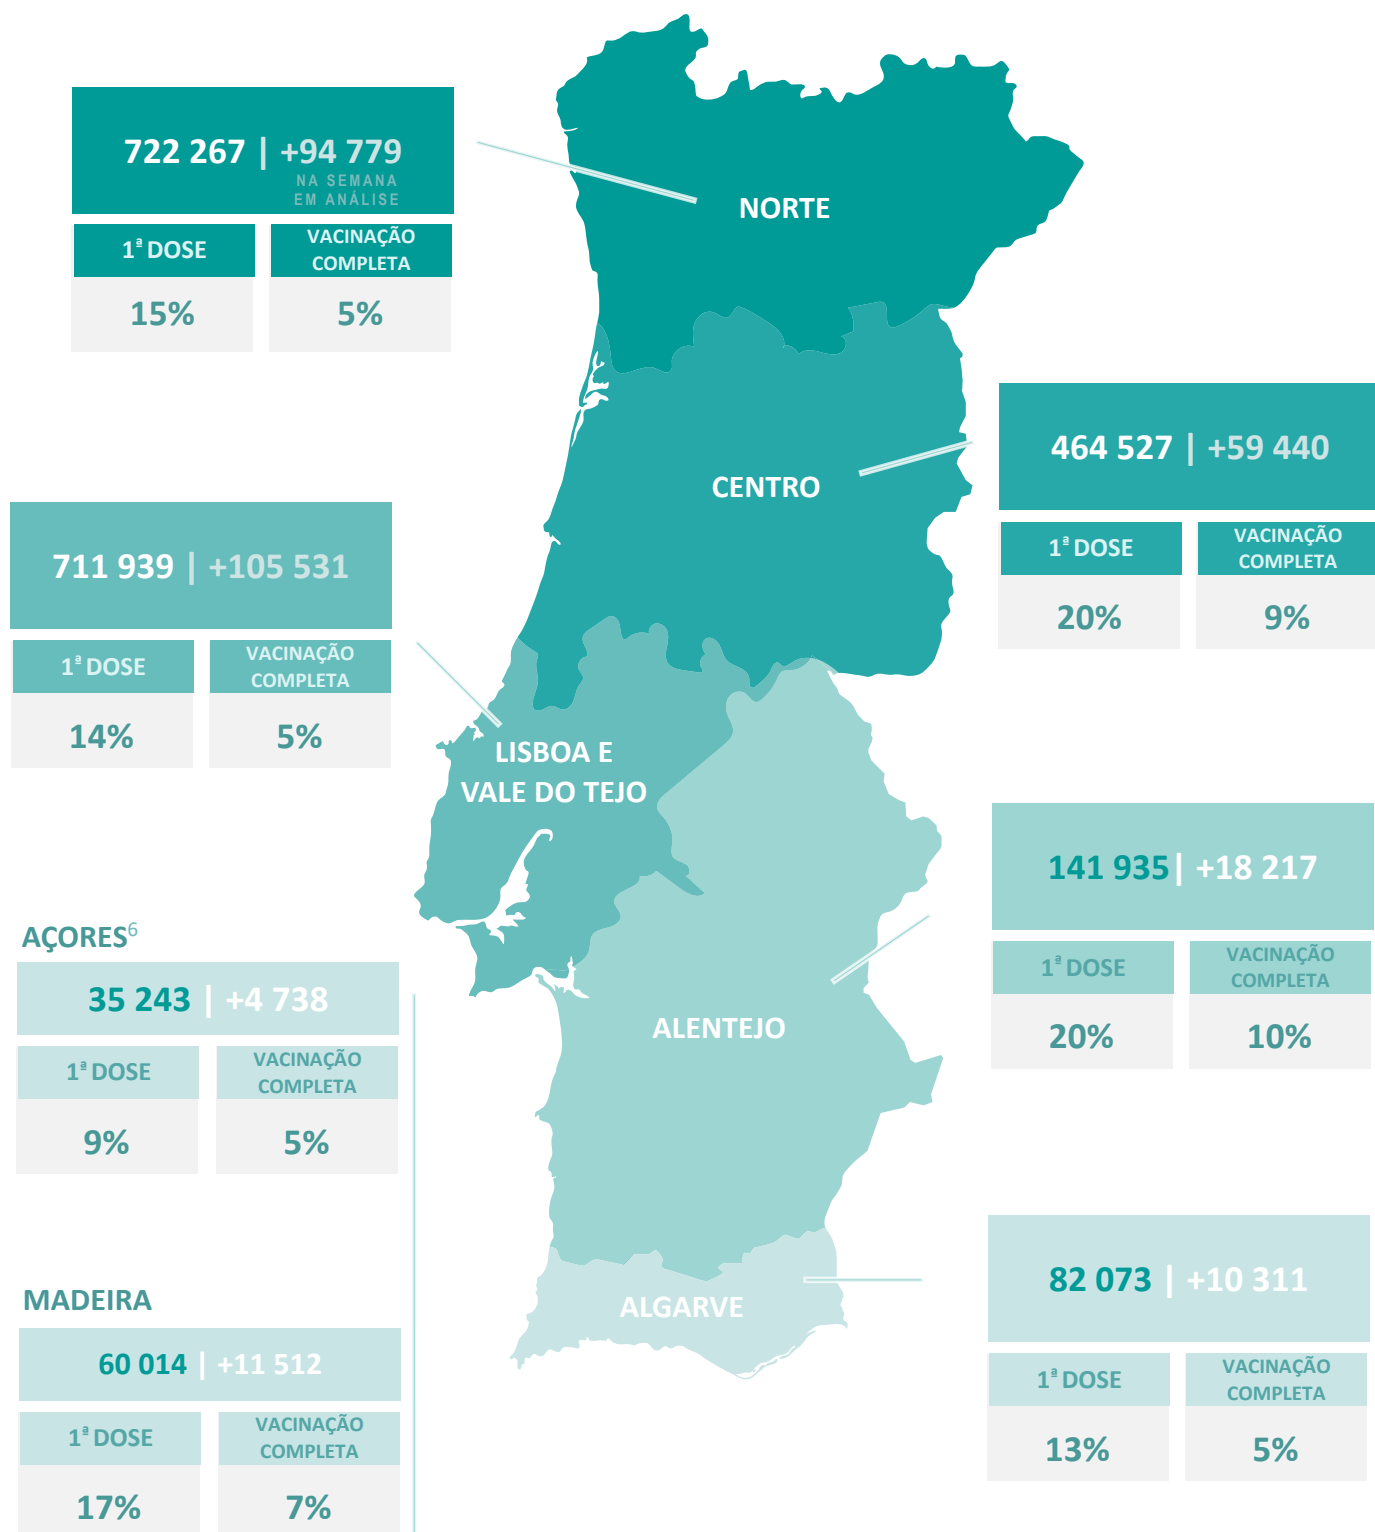 722 267 | +94 779
NA SEMANA
EM ANÁLISE
1ª DOSE
VACINAÇÃO
COMPLETA
15%
5%
NORTE
464 527 | +59 440
1ª DOSE
VACINAÇÃO
COMPLETA
20%
9%
CENTRO
711 939 | +105 531
1ª DOSE
VACINAÇÃO
COMPLETA
14%
5%
LISBOA E
VALE DO TEJO
141 935 | +18 217
1ª DOSE
VACINAÇÃO
COMPLETA
20%
10%
ALENTEJO
AÇORES⁶
35 243 | +4 738
1ª DOSE
VACINAÇÃO
COMPLETA
9%
5%
82 073 | +10 311
1ª DOSE
VACINAÇÃO
COMPLETA
13%
5%
ALGARVE
MADEIRA
60 014 | +11 512
1ª DOSE
VACINAÇÃO
COMPLETA
17%
7%